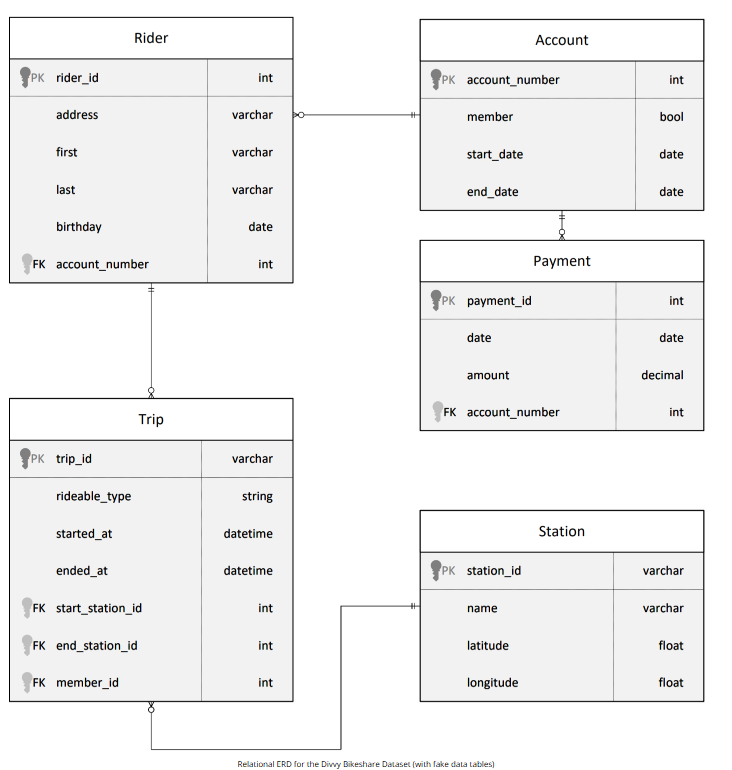 Rider
PK rider_id int
address varchar
first varchar
last varchar
birthday date
FK account_number int
Account
PK account_number int
member bool
start_date date
end_date date
Payment
PK payment_id int
date date
amount decimal
FK account_number int
Trip
PK trip_id varchar
rideable_type string
started_at datetime
ended_at datetime
FK start_station_id int
FK end_station_id int
FK member_id int
Station
PK station_id varchar
name varchar
latitude float
longitude float
Relational ERD for the Divvy Bikeshare Dataset (with fake data tables)